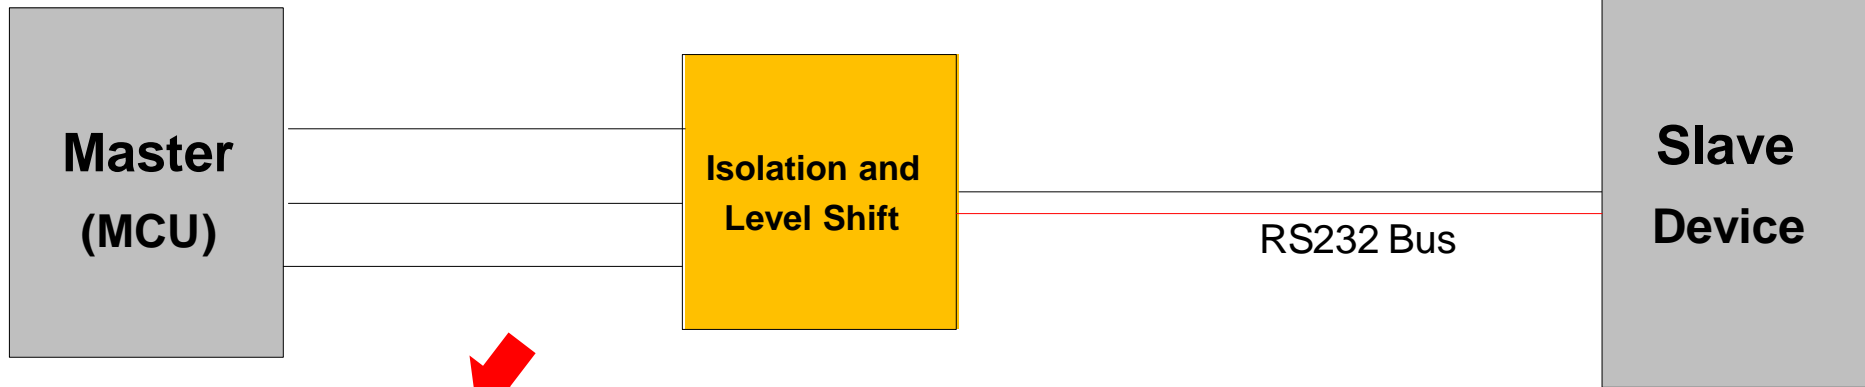 Master
(MCU)
Isolation and
Level Shift
RS232 Bus
Slave
Device